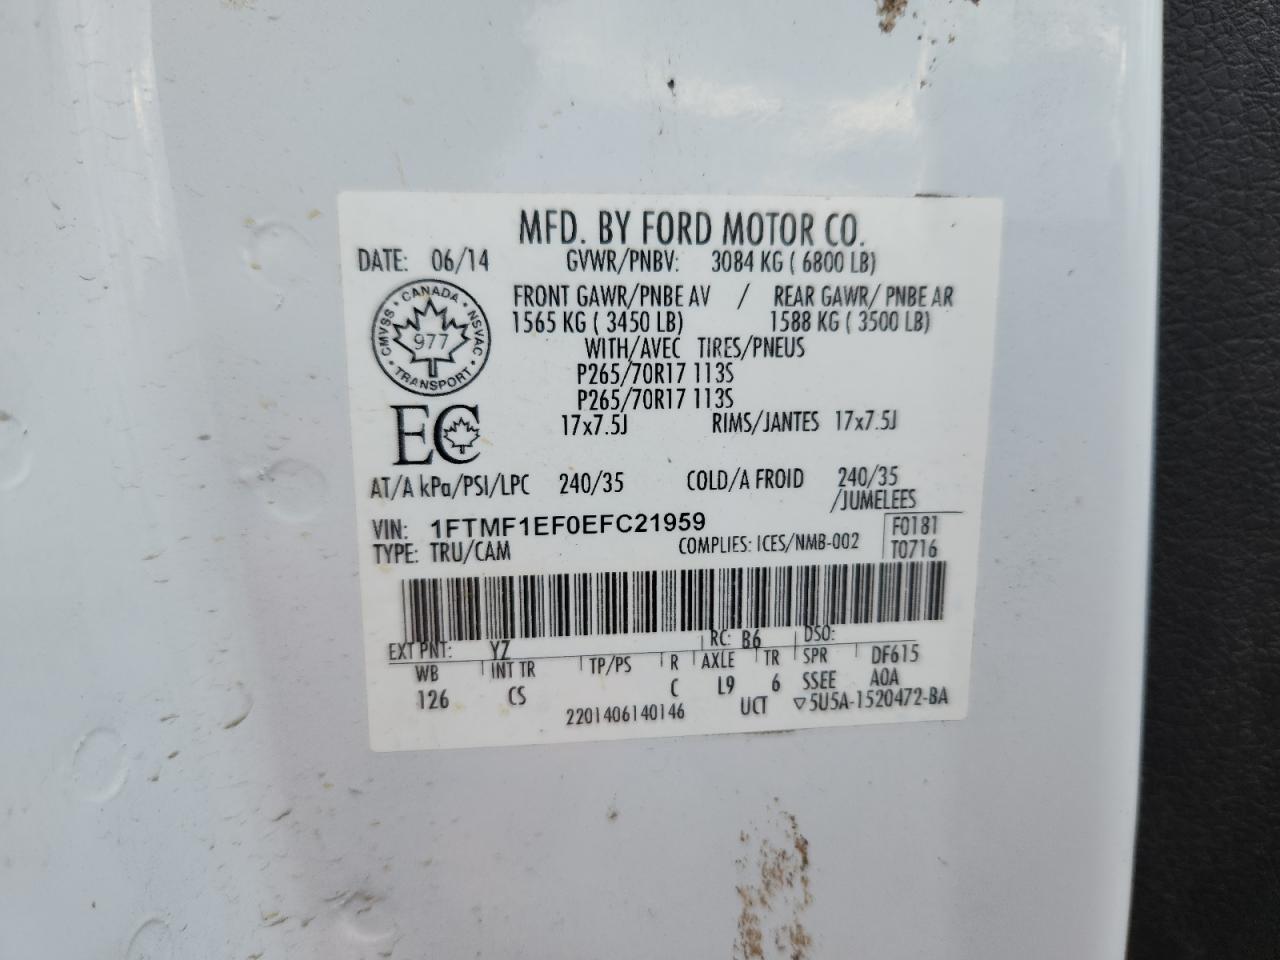 MFD. BY FORD MOTOR CO.
DATE: 06/14 GVWR/PNBV: 3084 KG ( 6800 LB)
FRONT GAWR/PNBE AV / REAR GAWR/ PNBE AR
1565 KG ( 3450 LB) 1588 KG ( 3500 LB)
WITH/AVEC TIRES/PNEUS
P265/70R17 113S
P265/70R17 113S
17x7.5J RIMS/JANTES 17x7.5J
CANADA
CMVSS • NSVAC
977
TRANSPORT
EC
AT/A kPa/PSI/LPC 240/35 COLD/A FROID 240/35
/JUMELEES
VIN: 1FTMF1EF0EFC21959 F0181
TYPE: TRU/CAM COMPLIES: ICES/NMB-002 T0716
EXT PNT: YZ RC: B6 DSO:
WB INT TR TP/PS R AXLE TR SPR DF615
126 CS C L9 6 SSEE AOA
2201406140146 UCT ▽5U5A-1520472-BA